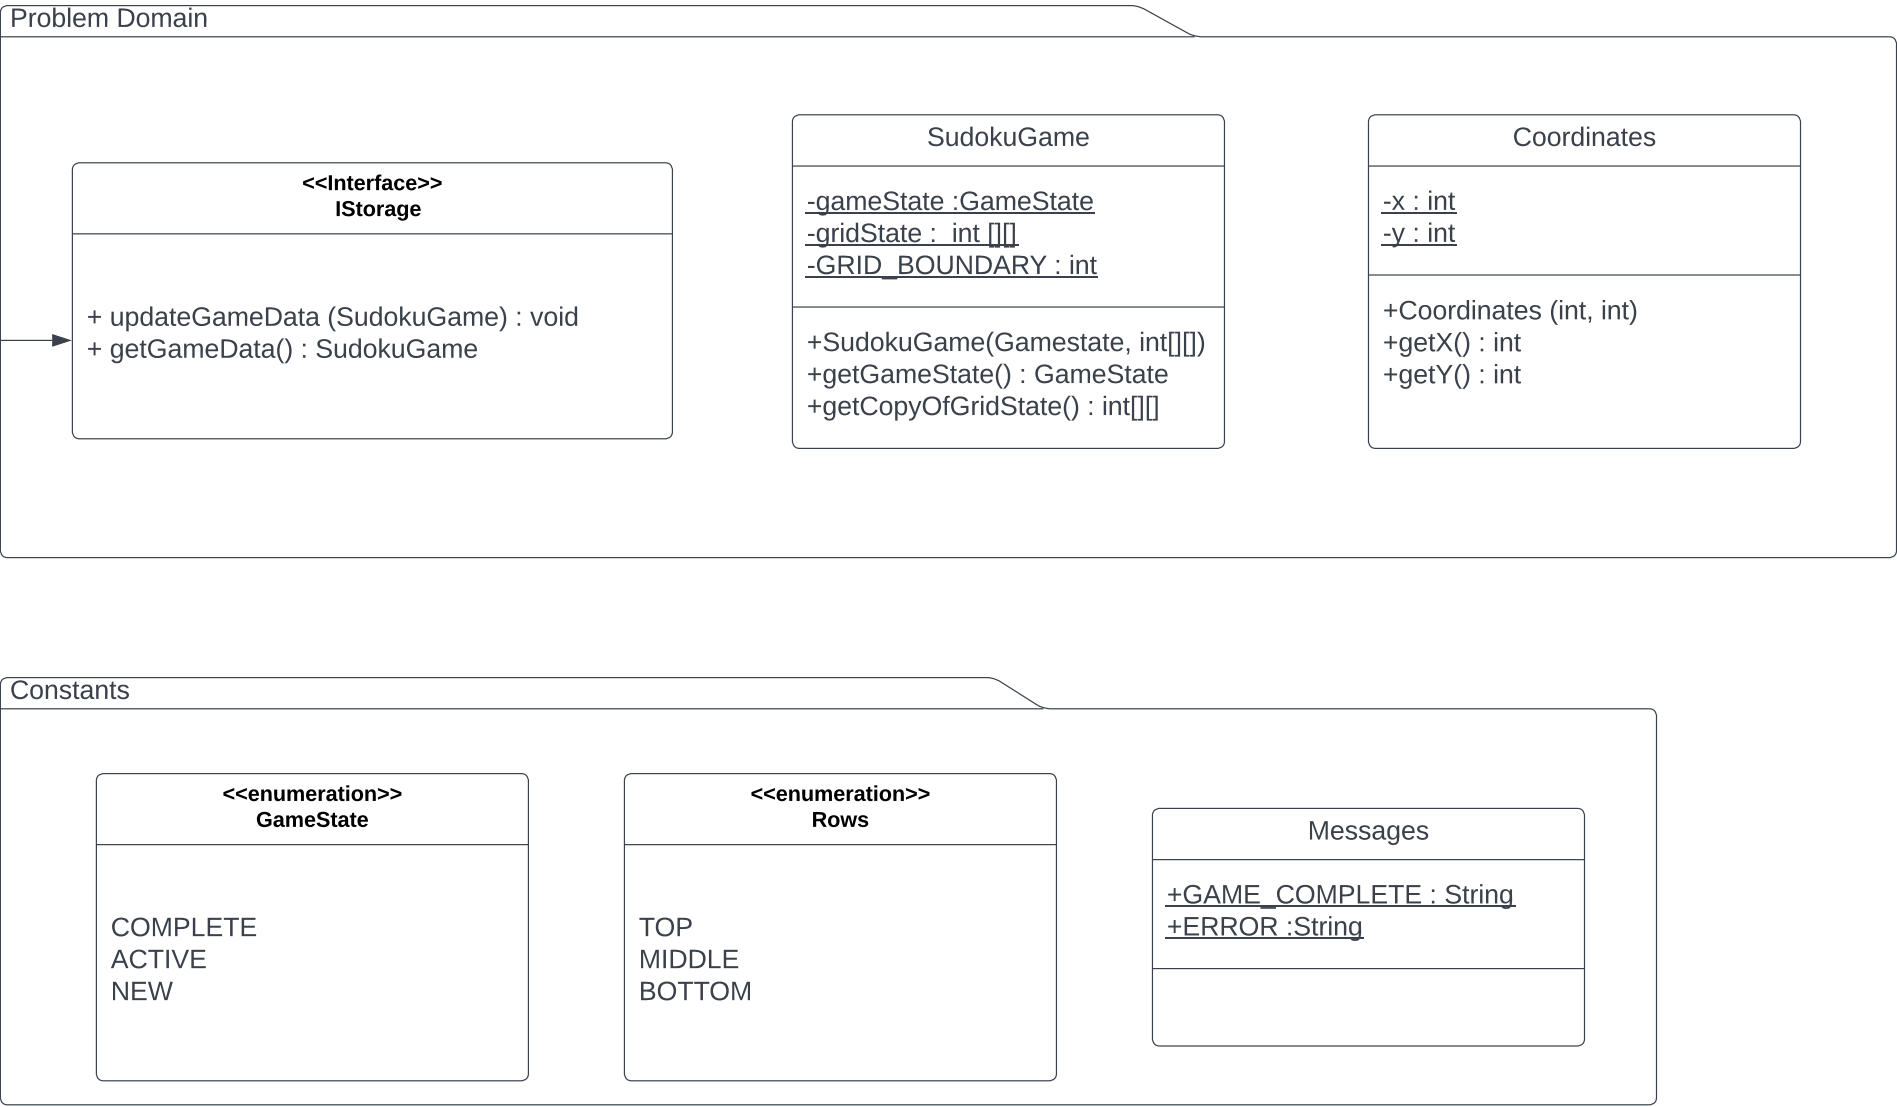 Problem Domain
<<Interface>>
IStorage
+ updateGameData (SudokuGame) : void
+ getGameData() : SudokuGame
SudokuGame
-gameState :GameState
-gridState :  int [][]
-GRID_BOUNDARY : int
+SudokuGame(Gamestate, int[][])
+getGameState() : GameState
+getCopyOfGridState() : int[][]
Coordinates
-x : int
-y : int
+Coordinates (int, int)
+getX() : int
+getY() : int
Constants
<<enumeration>>
GameState
COMPLETE
ACTIVE
NEW
<<enumeration>>
Rows
TOP
MIDDLE
BOTTOM
Messages
+GAME_COMPLETE : String
+ERROR :String